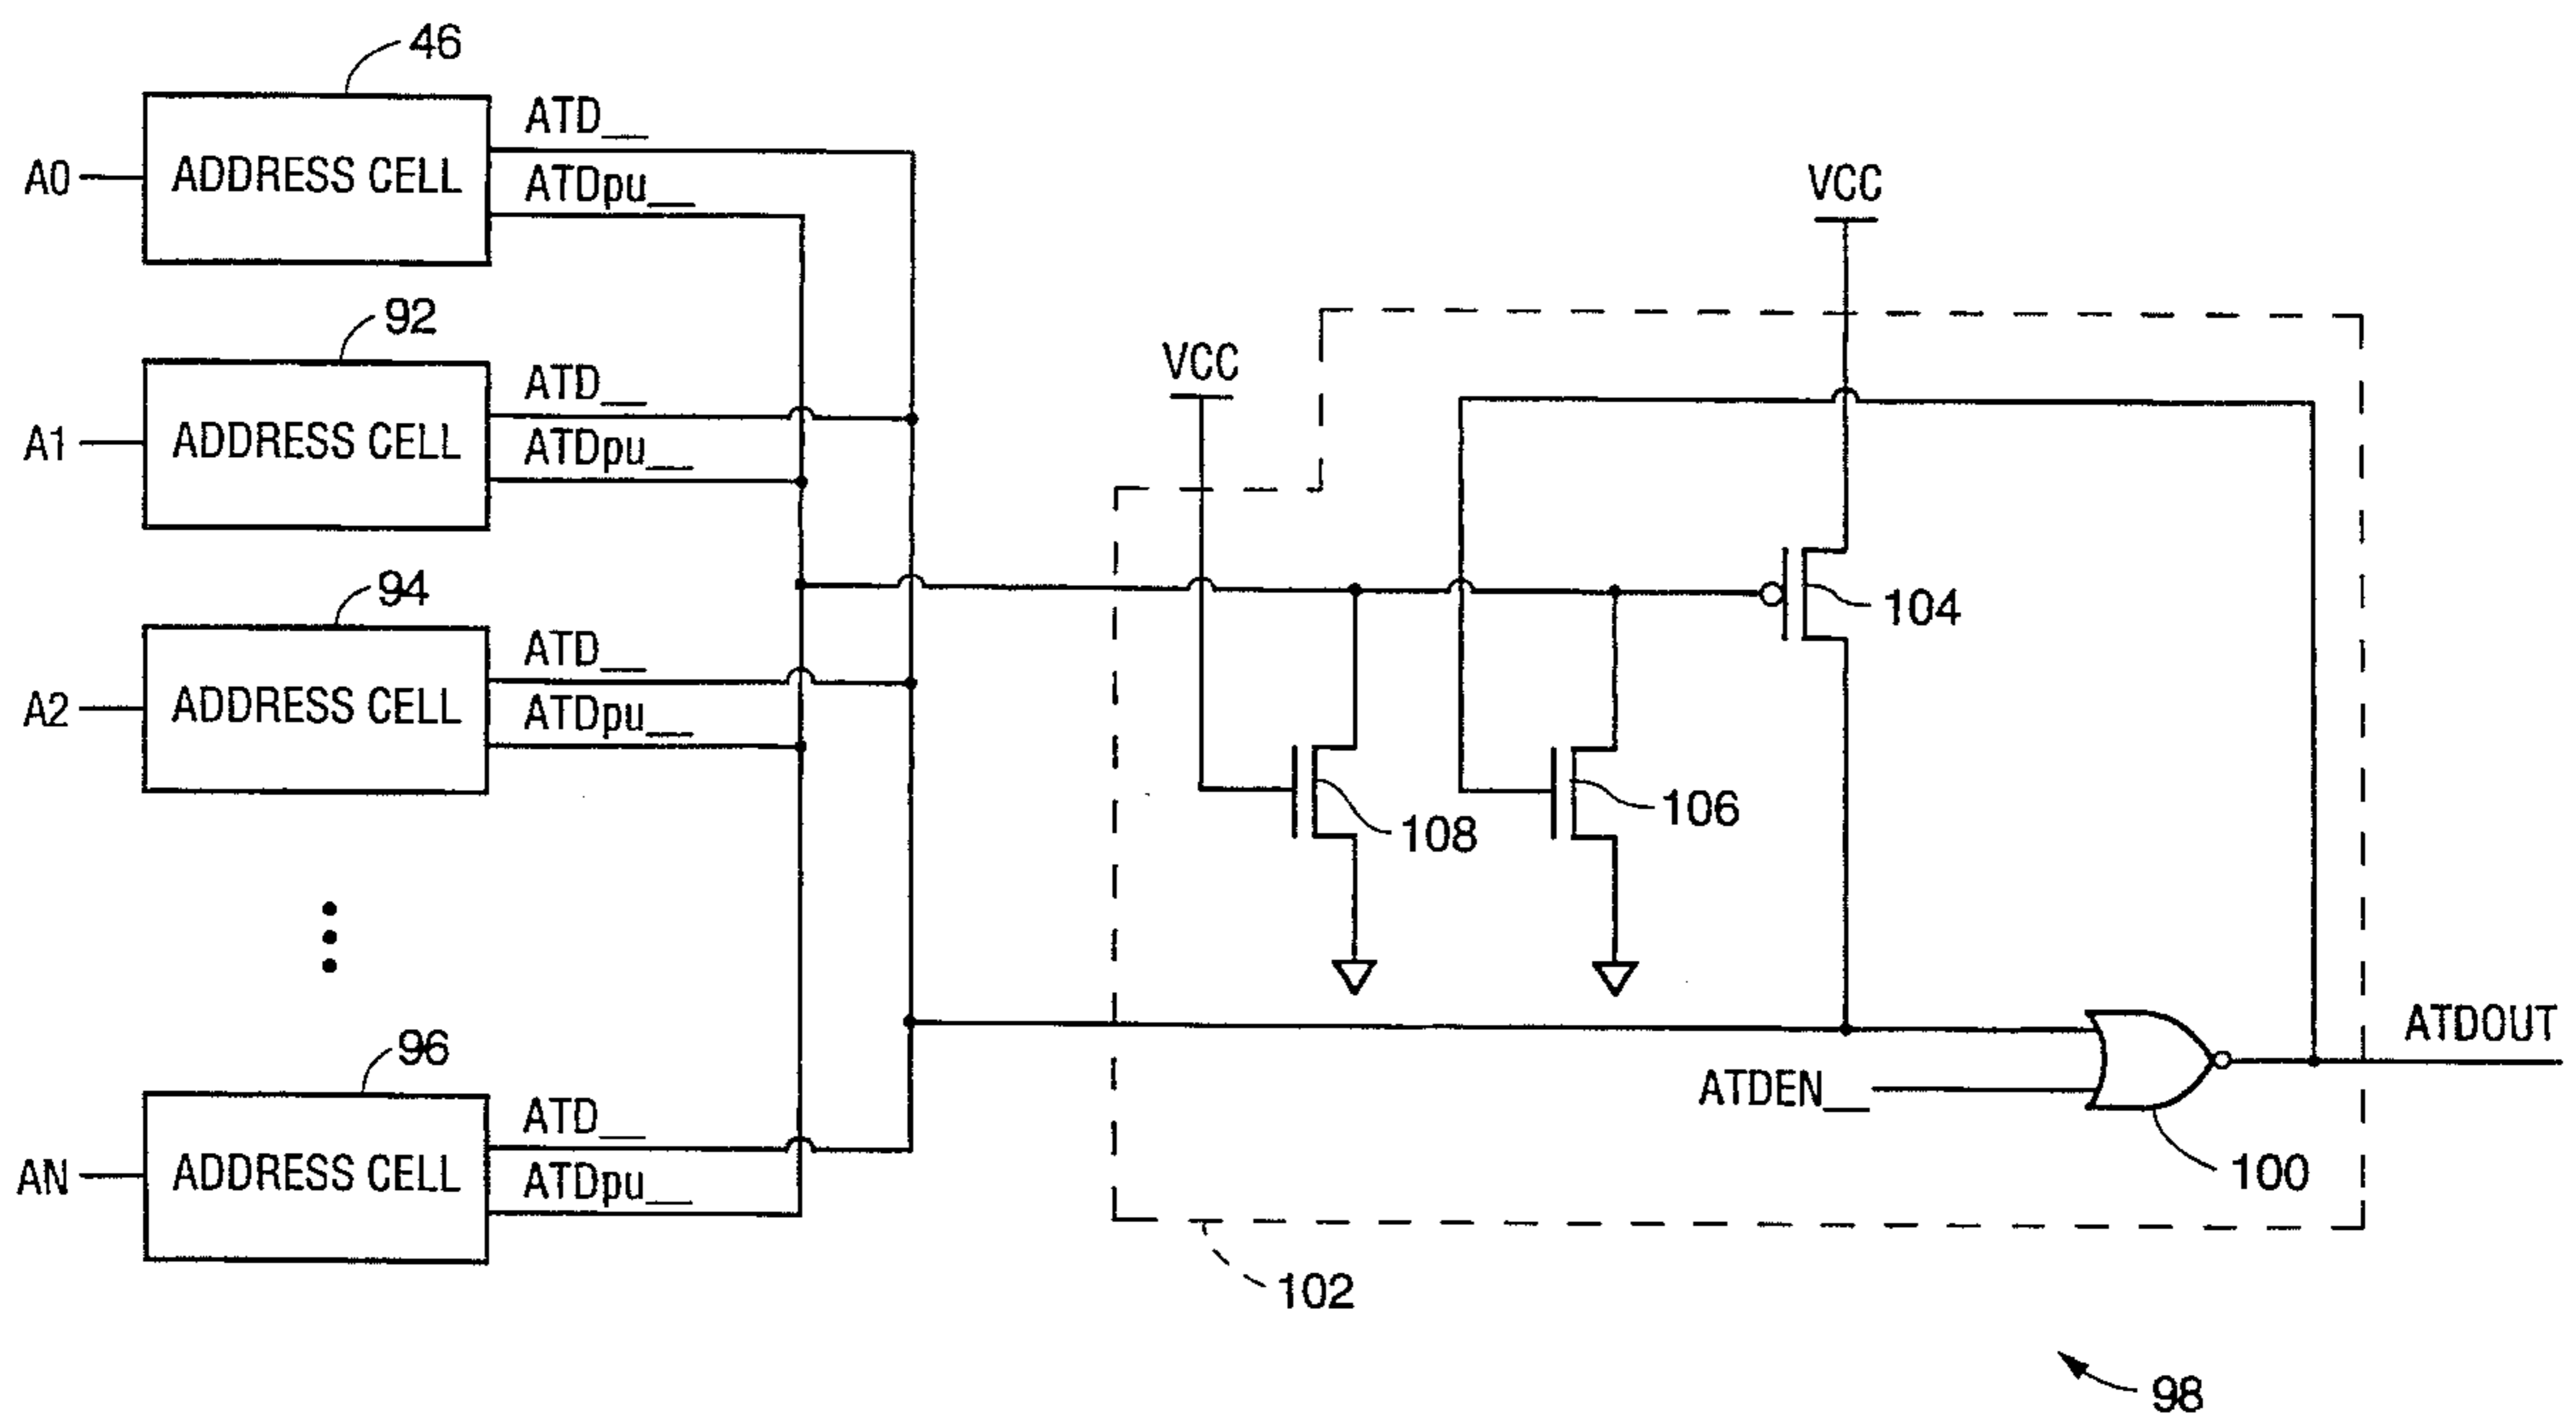 46
ATD__
A0
ADDRESS CELL
ATDpu__
VCC
92
VCC
ATD__
A1
ADDRESS CELL
ATDpu__
94
104
ATD__
A2
ADDRESS CELL
ATDpu__
108
106
96
ATDOUT
ATDEN__
ATD__
AN
ADDRESS CELL
ATDpu__
100
102
98